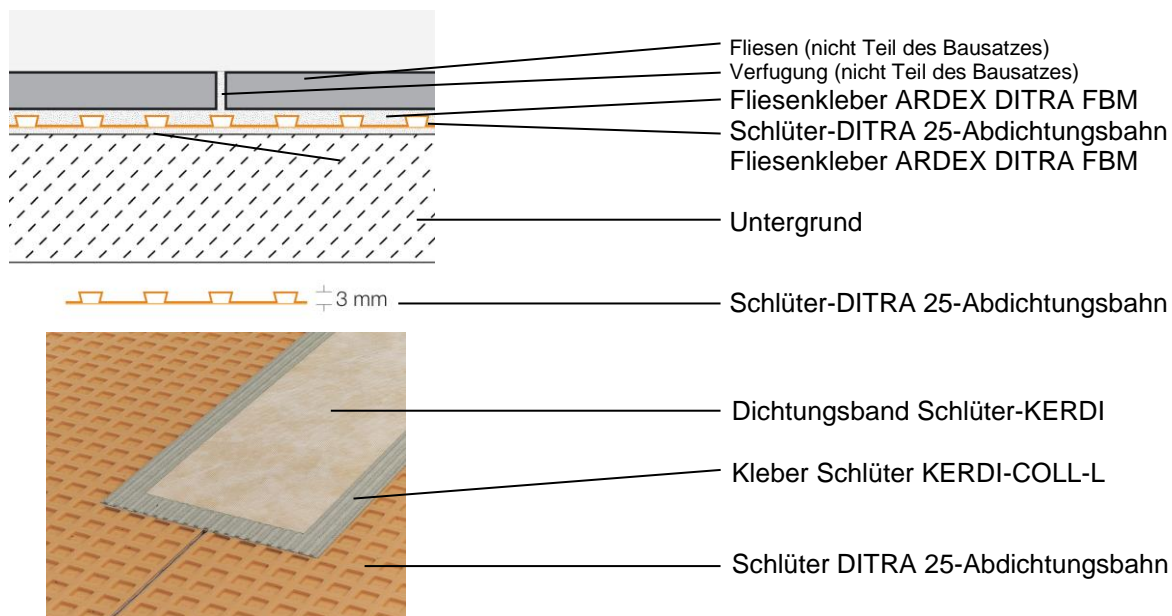 Fliesen (nicht Teil des Bausatzes)
Verfugung (nicht Teil des Bausatzes)
Fliesenkleber ARDEX DITRA FBM
Schlüter-DITRA 25-Abdichtungsbahn
Fliesenkleber ARDEX DITRA FBM
Untergrund
3 mm
Schlüter-DITRA 25-Abdichtungsbahn
Dichtungsband Schlüter-KERDI
Kleber Schlüter KERDI-COLL-L
Schlüter DITRA 25-Abdichtungsbahn